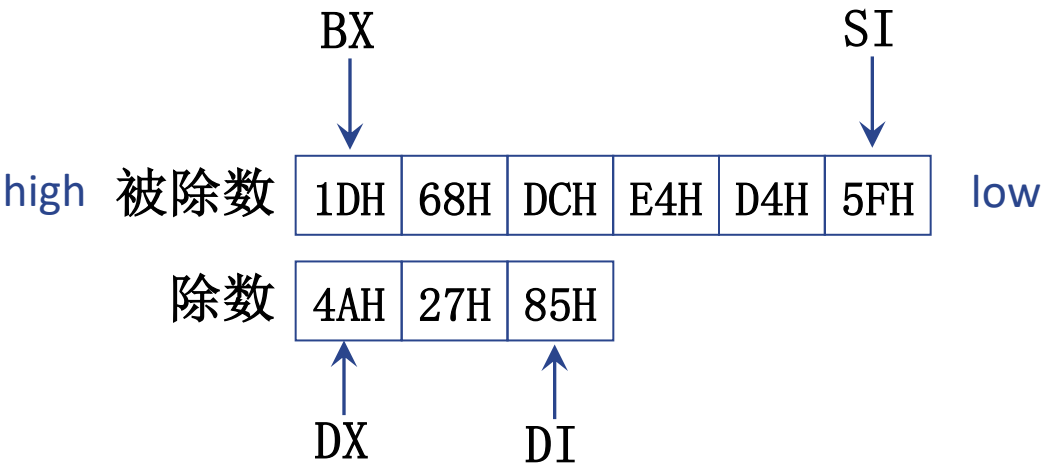 BX SI
high 被除数 1DH 68H DCH E4H D4H 5FH low
除数 4AH 27H 85H
DX DI